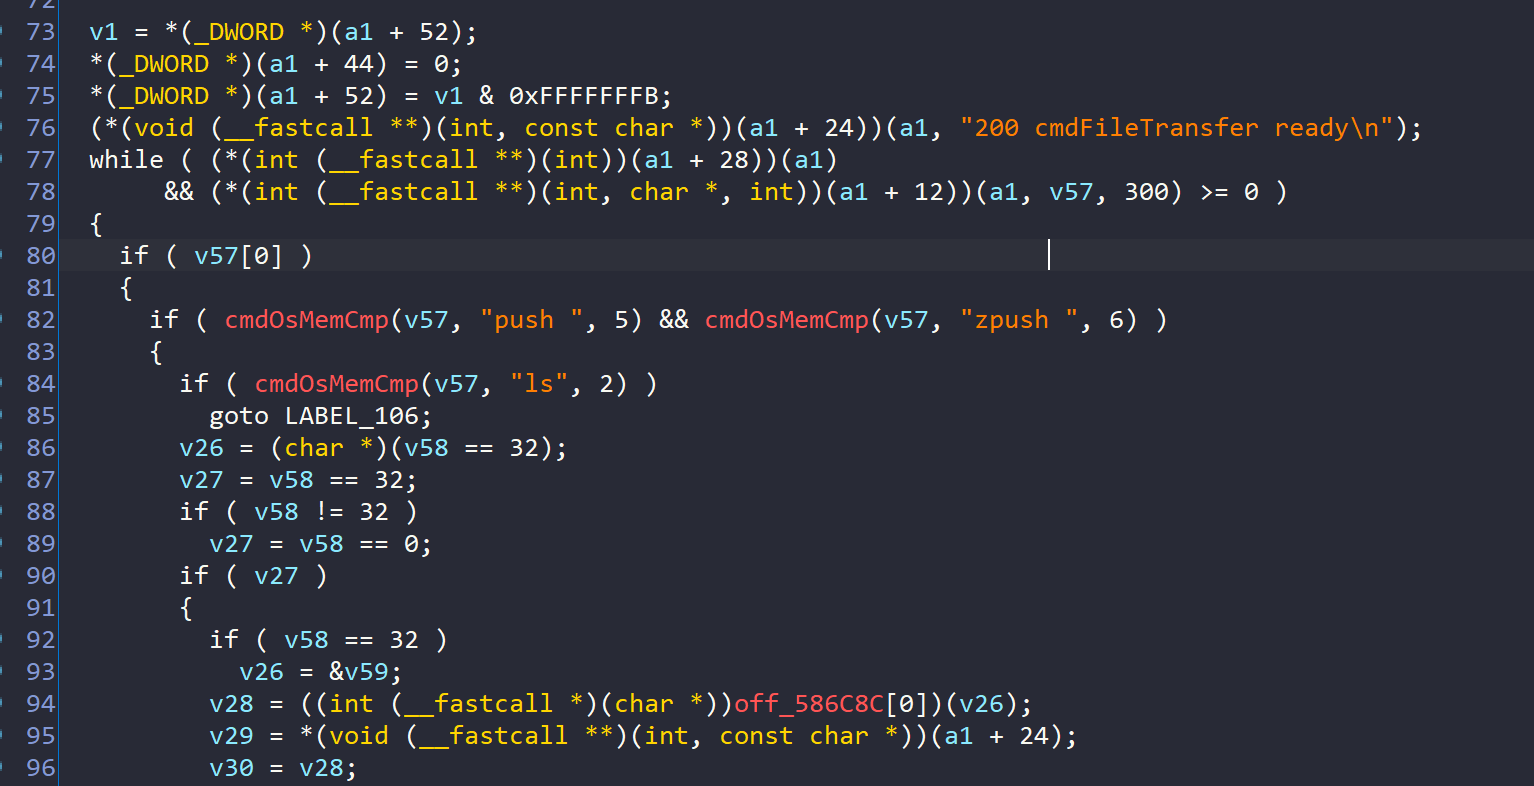 72
73 v1 = *(_DWORD *)(a1 + 52);
74 *(_DWORD *)(a1 + 44) = 0;
75 *(_DWORD *)(a1 + 52) = v1 & 0xFFFFFFFB;
76 (*(void (__fastcall **)(int, const char *))(a1 + 24))(a1, "200 cmdFileTransfer ready\n");
77 while ( (*(int (__fastcall **)(int))(a1 + 28))(a1)
78 && (*(int (__fastcall **)(int, char *, int))(a1 + 12))(a1, v57, 300) >= 0 )
79 {
80 if ( v57[0] )
81 {
82 if ( cmdOsMemCmp(v57, "push ", 5) && cmdOsMemCmp(v57, "zpush ", 6) )
83 {
84 if ( cmdOsMemCmp(v57, "ls", 2) )
85 goto LABEL_106;
86 v26 = (char *)(v58 == 32);
87 v27 = v58 == 32;
88 if ( v58 != 32 )
89 v27 = v58 == 0;
90 if ( v27 )
91 {
92 if ( v58 == 32 )
93 v26 = &v59;
94 v28 = ((int (__fastcall *)(char *))off_586C8C[0])(v26);
95 v29 = *(void (__fastcall **)(int, const char *))(a1 + 24);
96 v30 = v28;